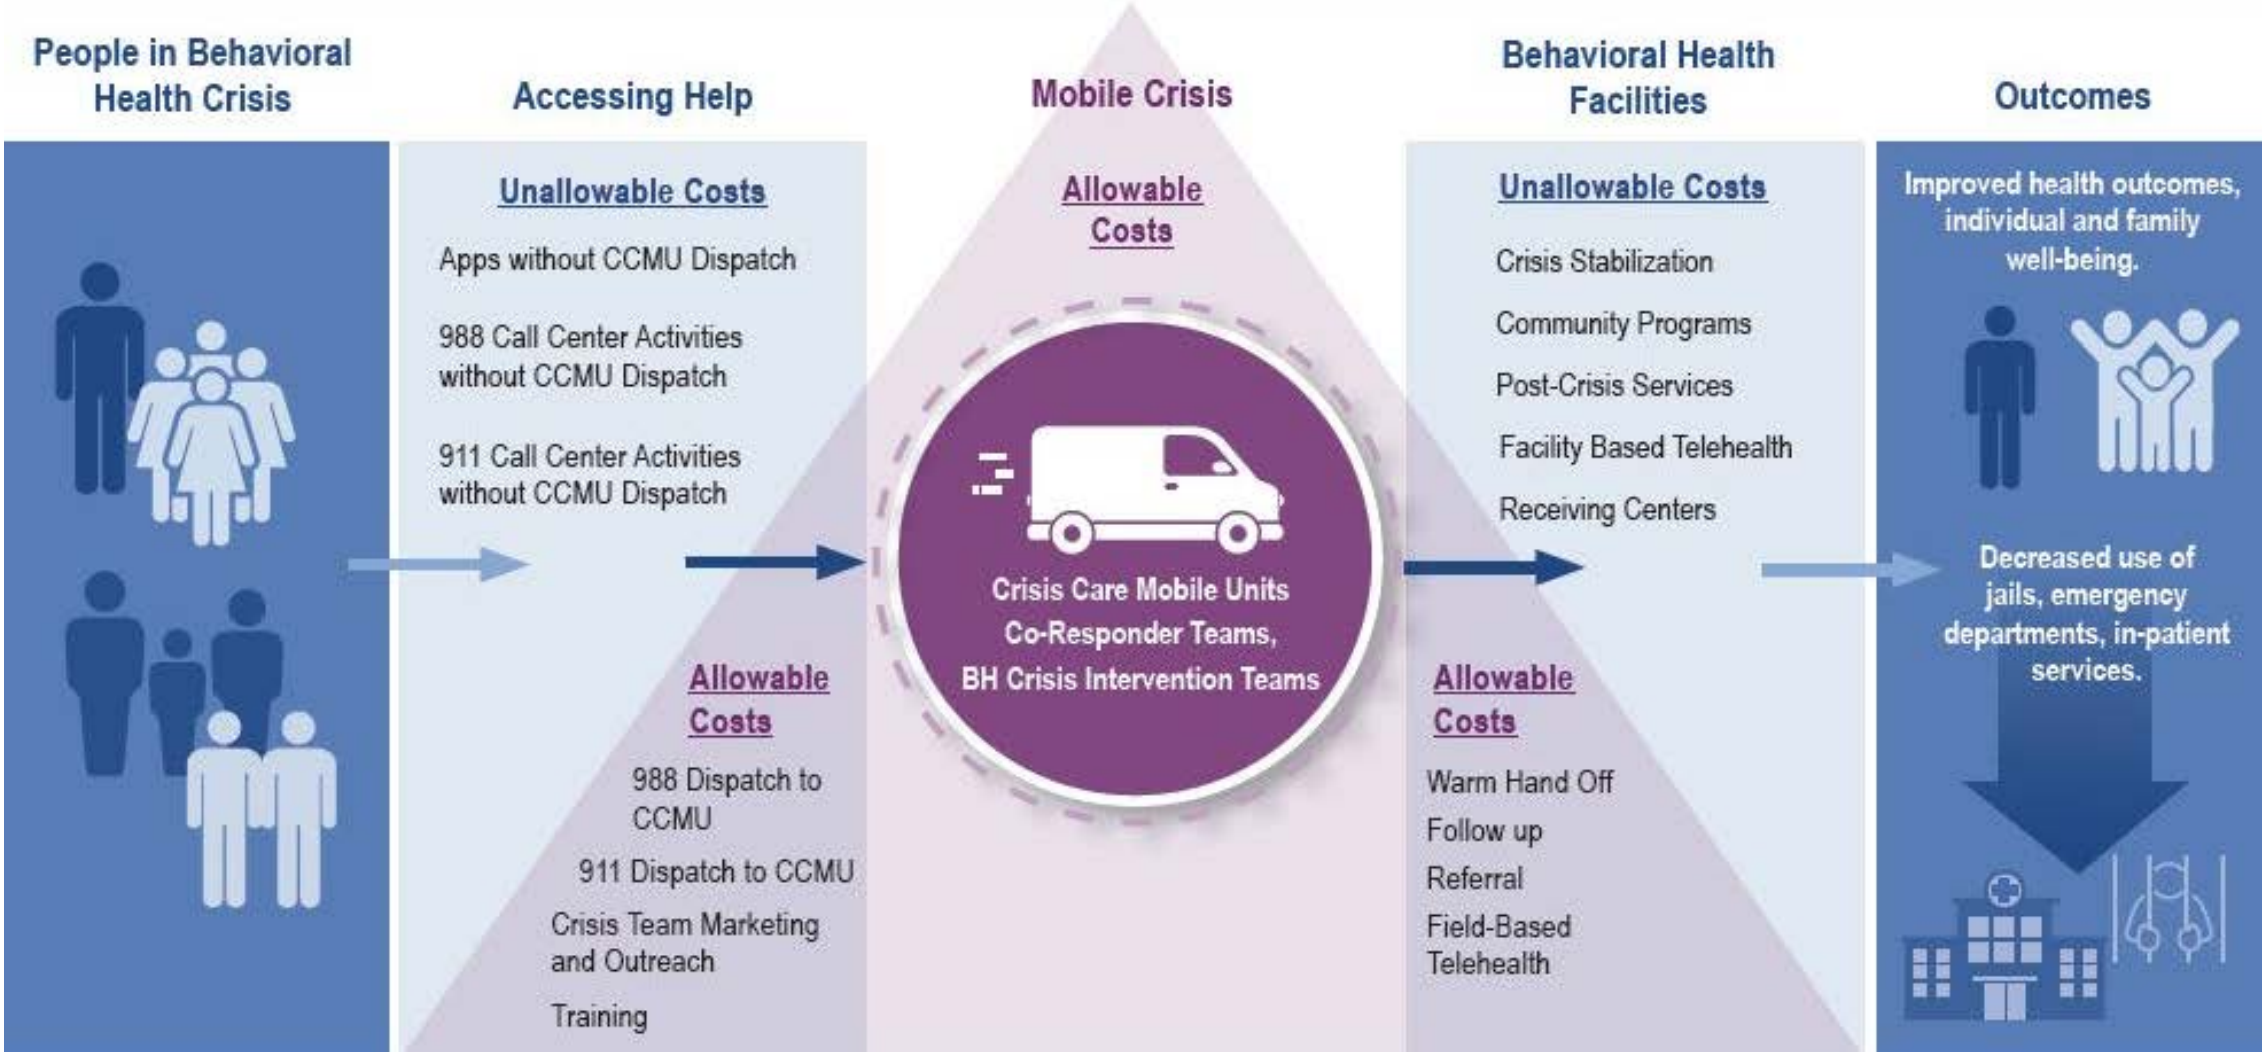 People in Behavioral
Health Crisis
Accessing Help
Unallowable Costs
Apps without CCMU Dispatch
988 Call Center Activities
without CCMU Dispatch
911 Call Center Activities
without CCMU Dispatch
Allowable
Costs
988 Dispatch to
CCMU
911 Dispatch to CCMU
Crisis Team Marketing
and Outreach
Training
Mobile Crisis
Allowable
Costs
Crisis Care Mobile Units
Co-Responder Teams,
BH Crisis Intervention Teams
Behavioral Health
Facilities
Unallowable Costs
Crisis Stabilization
Community Programs
Post-Crisis Services
Facility Based Telehealth
Receiving Centers
Allowable
Costs
Warm Hand Off
Follow up
Referral
Field-Based
Telehealth
Outcomes
Improved health outcomes,
individual and family
well-being.
Decreased use of
jails, emergency
departments, in-patient
services.